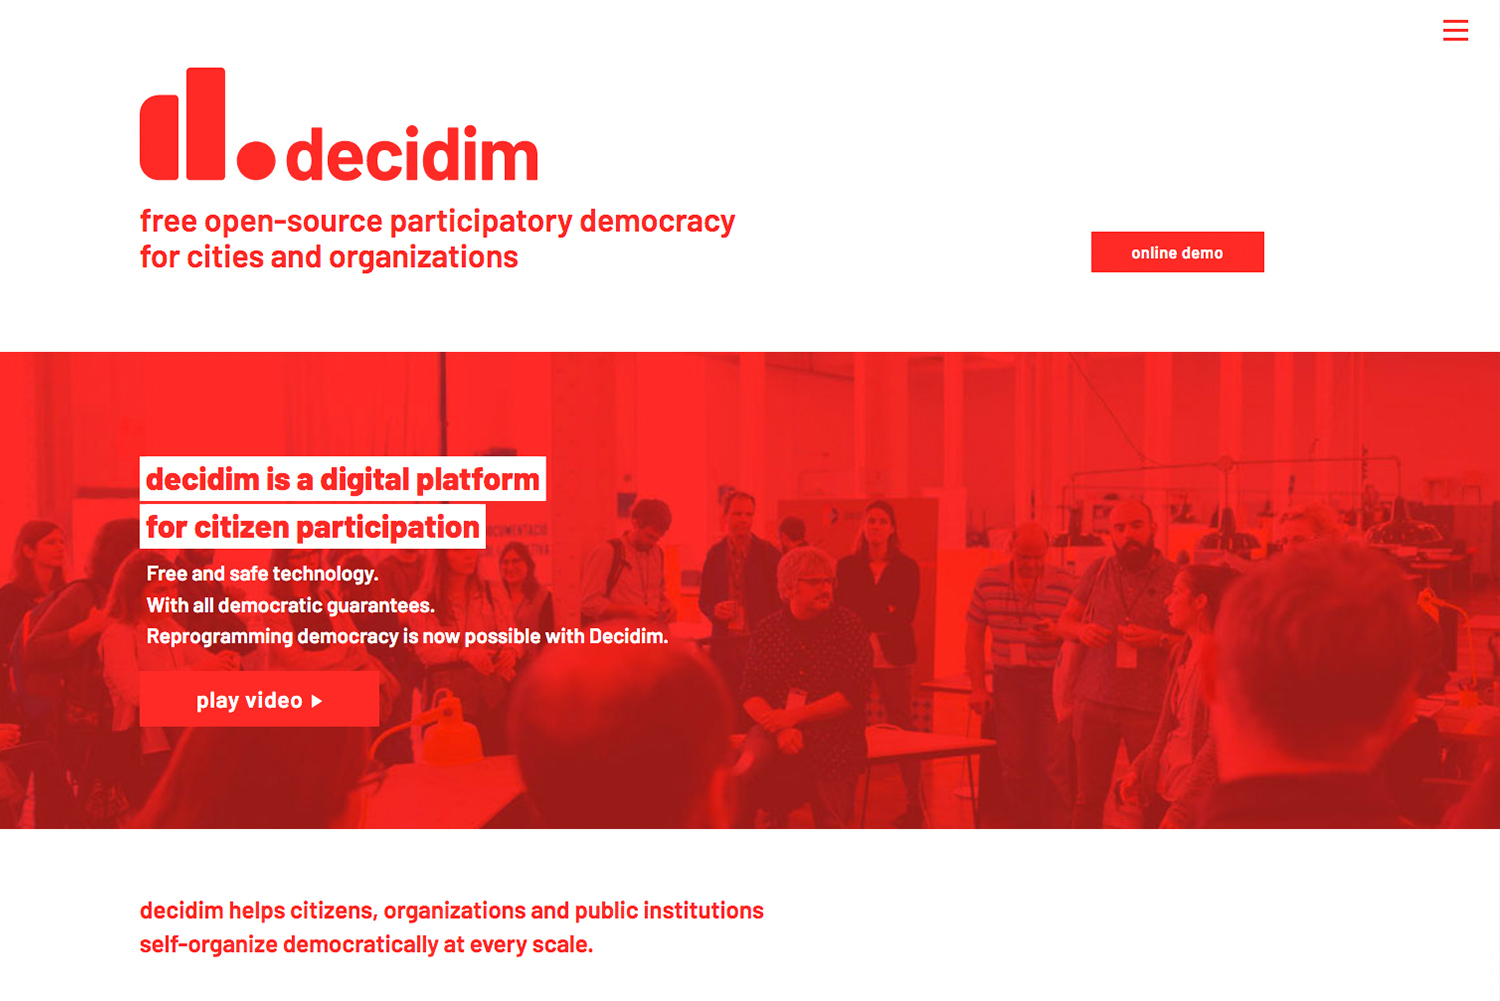 decidim
free open-source participatory democracy
for cities and organizations
online demo
decidim is a digital platform
for citizen participation
DOCUMENTACIÓ
Free and safe technology.
With all democratic guarantees.
Reprogramming democracy is now possible with Decidim.
play video
decidim helps citizens, organizations and public institutions
self-organize democratically at every scale.